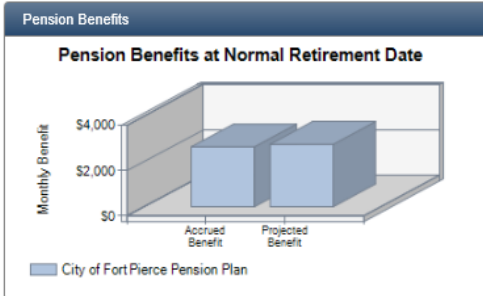 Pension Benefits
Pension Benefits at Normal Retirement Date
Monthly Benefit
$4,000
$2,000
$0
Accrued Benefit
Projected Benefit
City of Fort Pierce Pension Plan